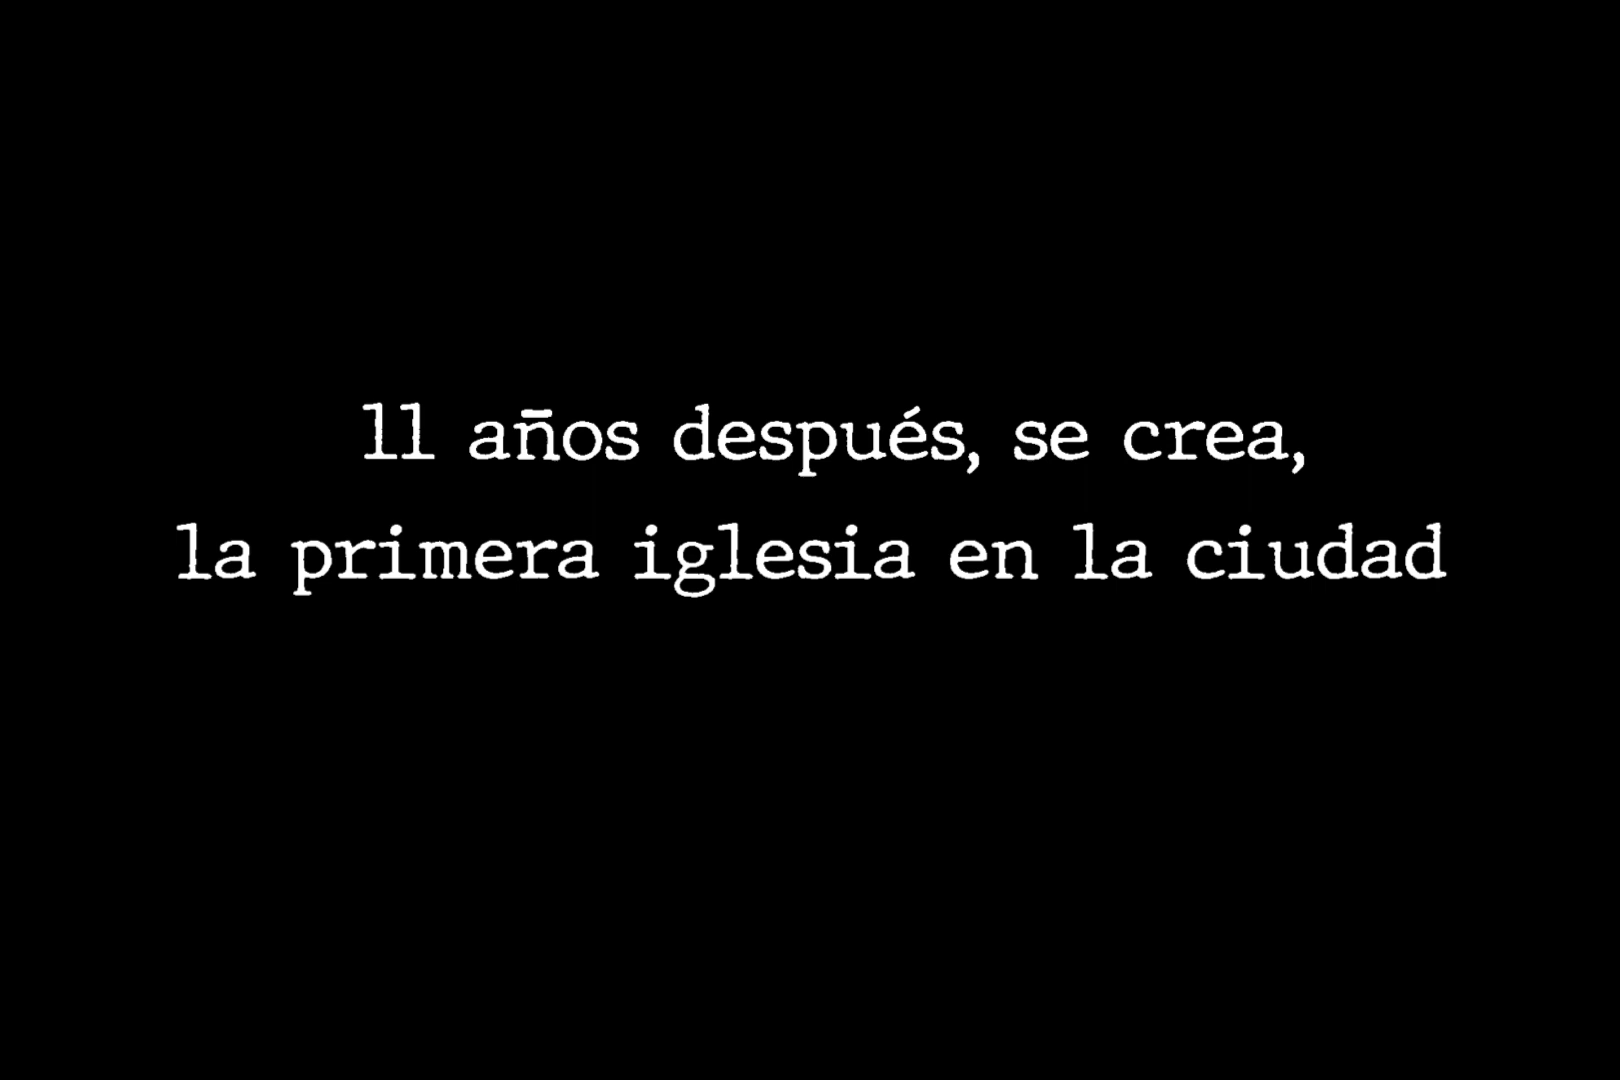 11 años después, se crea,
la primera iglesia en la ciudad